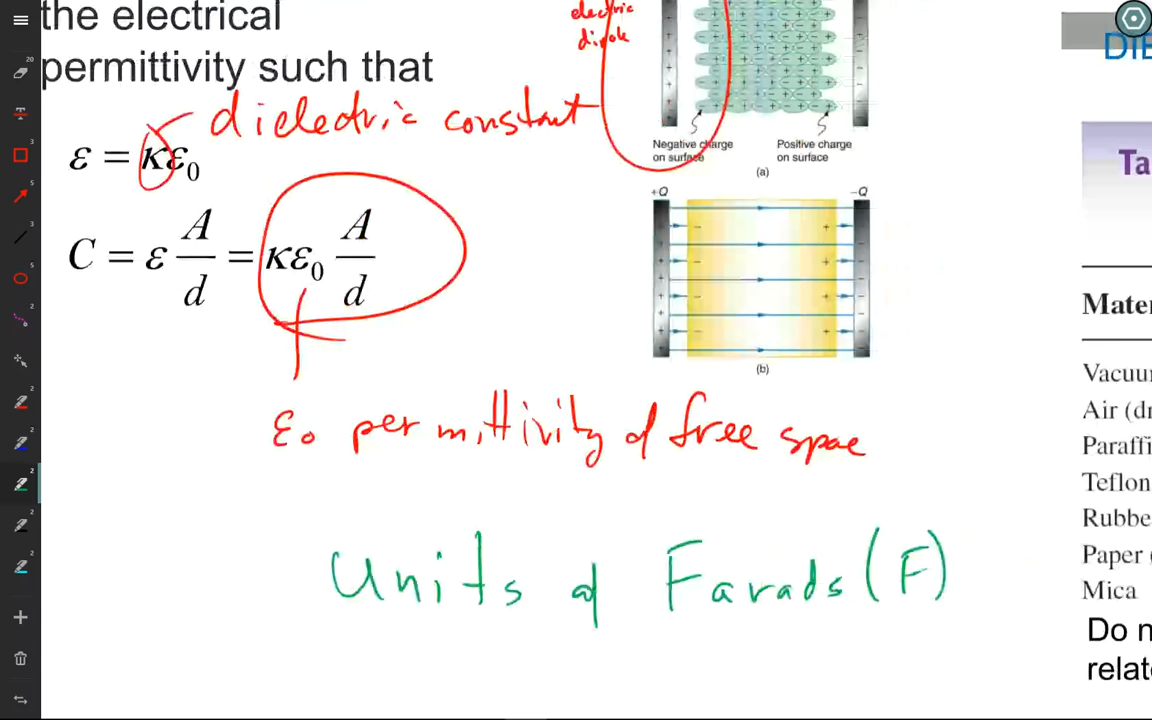 the electrical
permittivity such that
electric
dipole
dielectric constant
ε = κε₀
C = ε A/d = κε₀ A/d
Negative charge
on surface
Positive charge
on surface
(a)
+Q
−Q
(b)
ε₀ permittivity of free space
Units of Farads (F)
DIE
Ta
Mater
Vacuu
Air (dr
Paraffi
Teflon
Rubbe
Paper (
Mica
Do n
relate